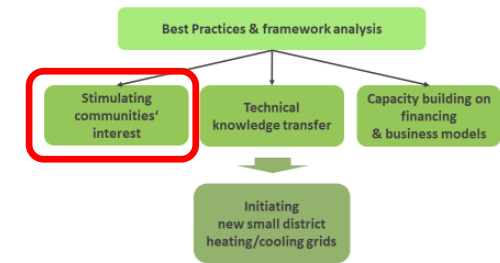 Best Practices & framework analysis
Stimulating
communities'
interest
Technical
knowledge transfer
Capacity building on
financing
& business models
Initiating
new small district
heating/cooling grids